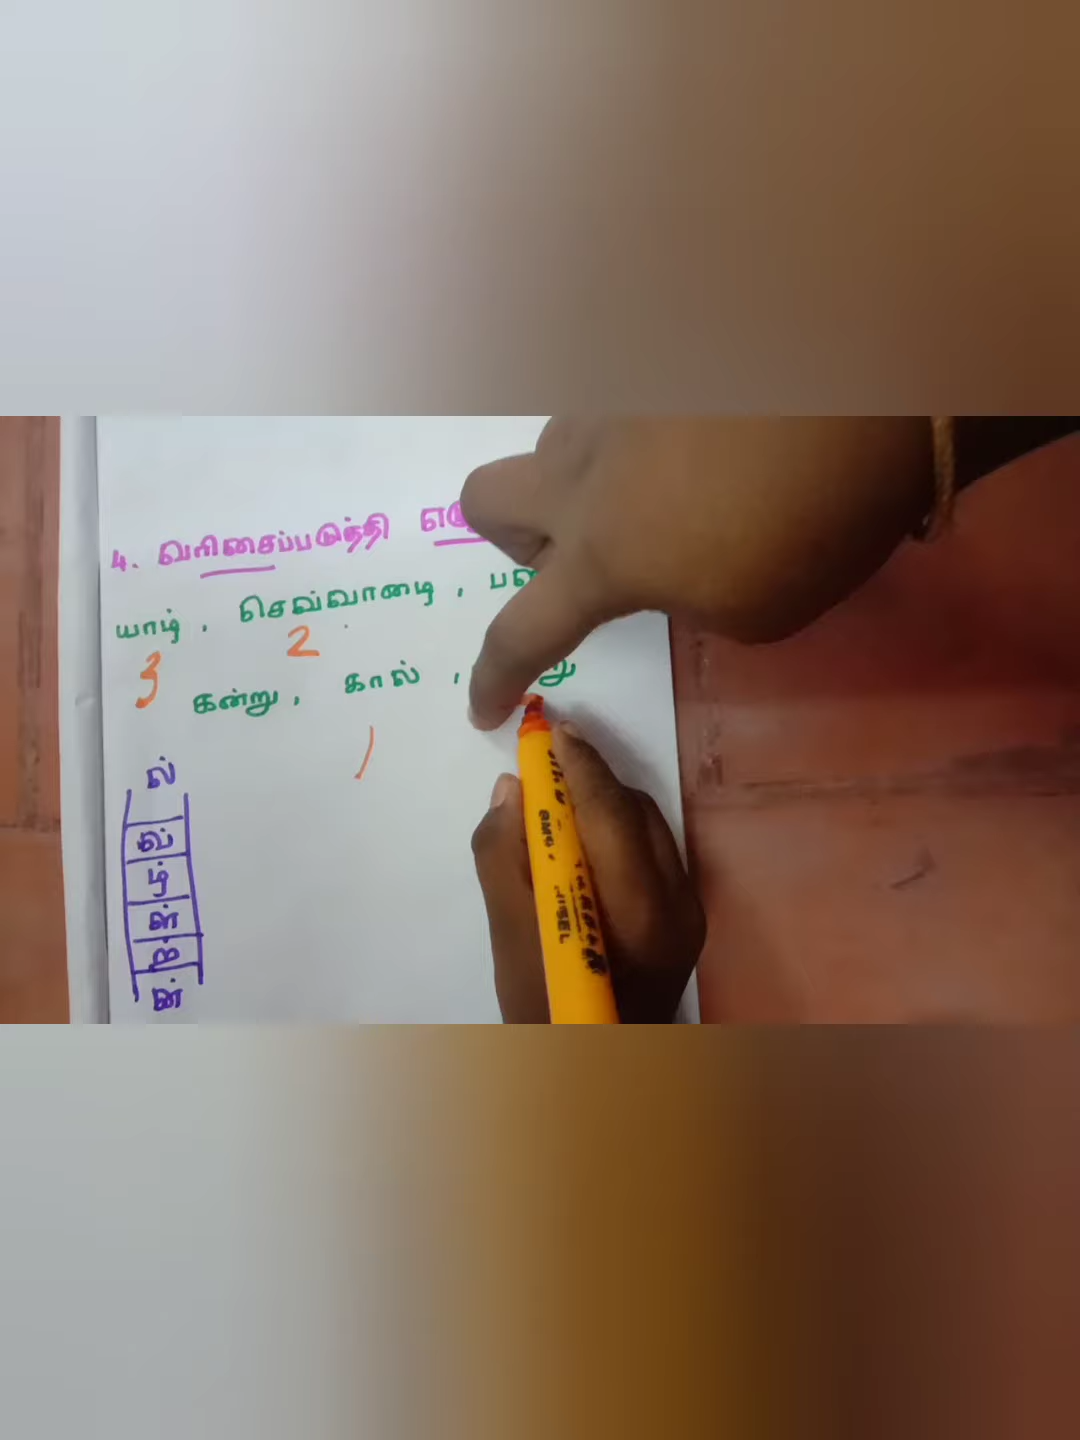 4. வரிசைப்படுத்தி
யாழ், செவ்வாடை,
3 2
கன்று, கால்,
1
ல்
வ்
ழ்
ள்
ற்
ன்